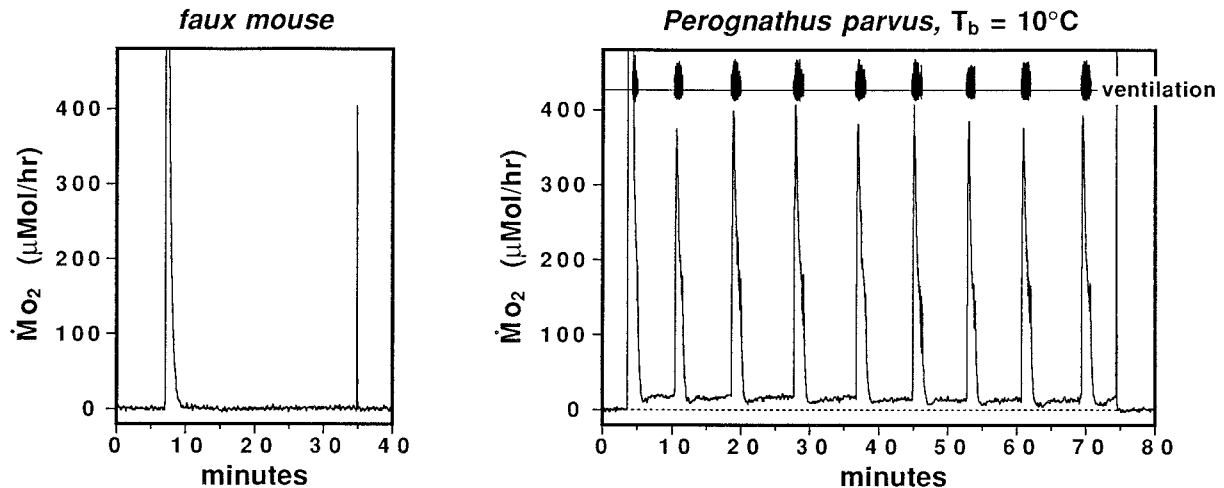 faux mouse
400
300
200
100
0
Ṁo₂ (μMol/hr)
0 10 20 30 40
minutes
Perognathus parvus, T_b = 10°C
ventilation
400
300
200
100
0
Ṁo₂ (μMol/hr)
0 10 20 30 40 50 60 70 80
minutes